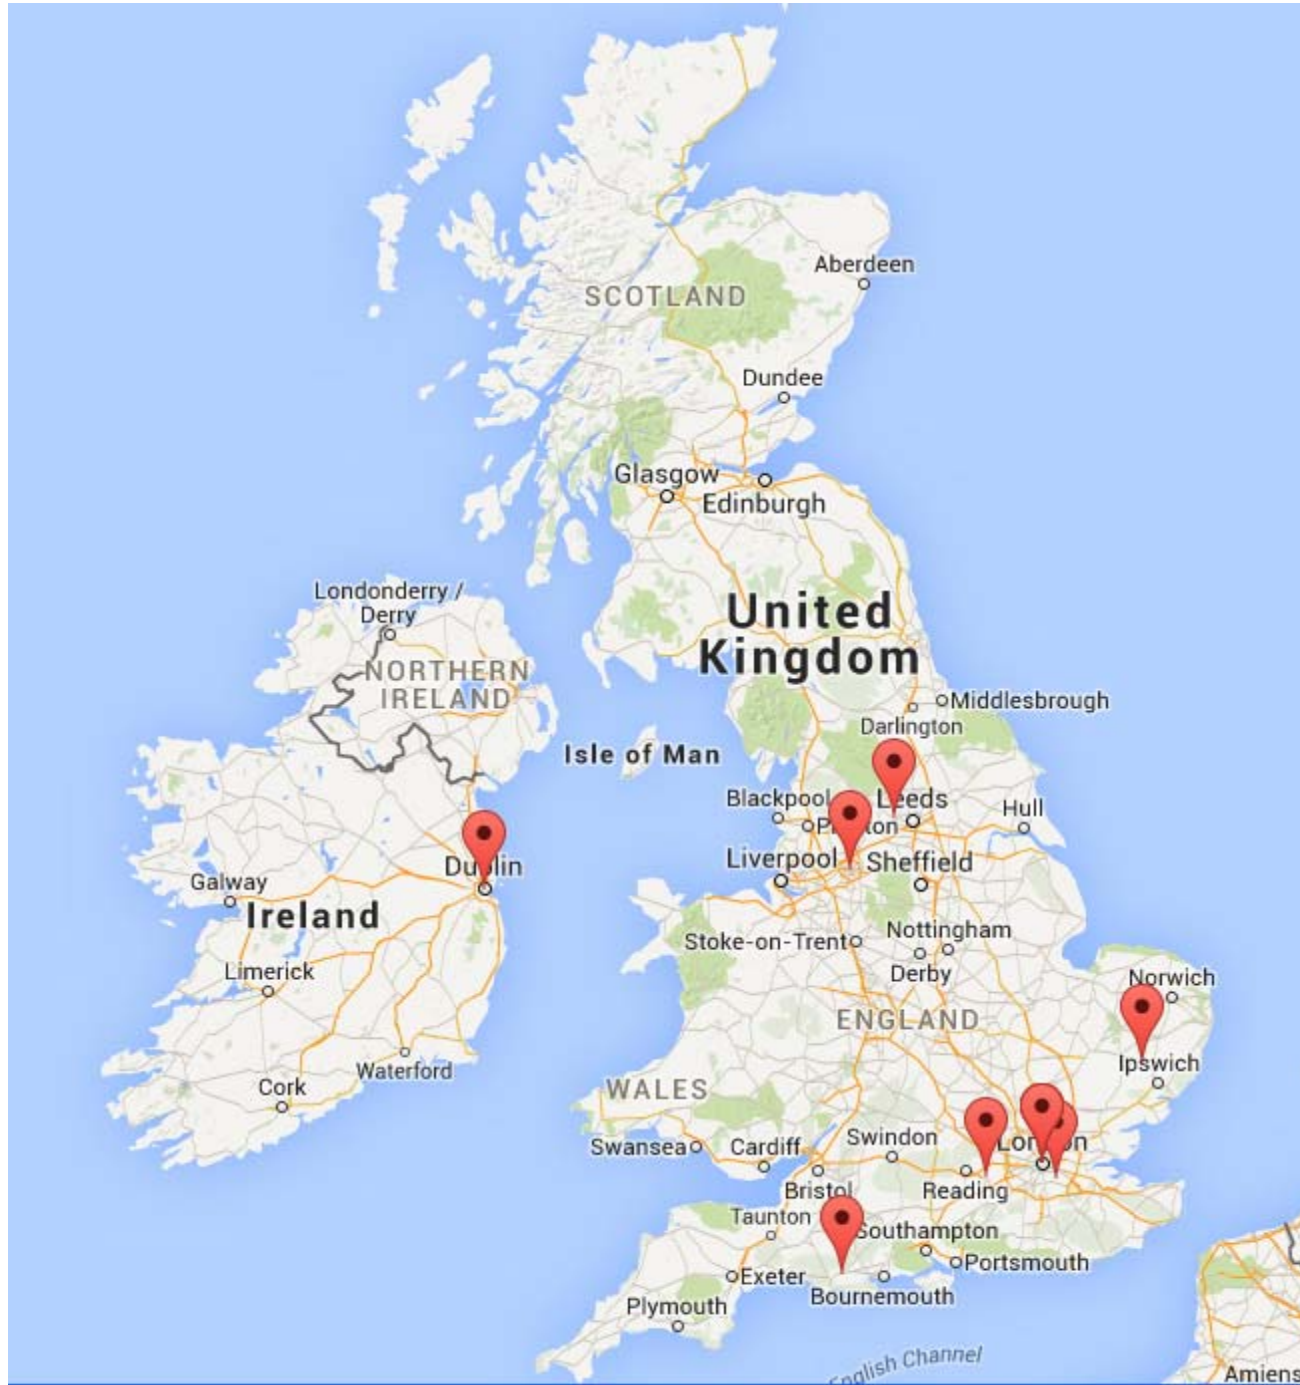 Aberdeen
SCOTLAND
Dundee
Glasgow
Edinburgh
Londonderry /
Derry
United
Kingdom
NORTHERN
IRELAND
Middlesbrough
Darlington
Isle of Man
Blackpool
Leeds
Hull
Liverpool
Sheffield
Dublin
Galway
Ireland
Stoke-on-Trent
Nottingham
Derby
Limerick
Norwich
ENGLAND
Ipswich
Waterford
Cork
WALES
Swansea
Cardiff
Swindon
London
Bristol
Reading
Taunton
Southampton
Portsmouth
Exeter
Bournemouth
Plymouth
English Channel
Amiens